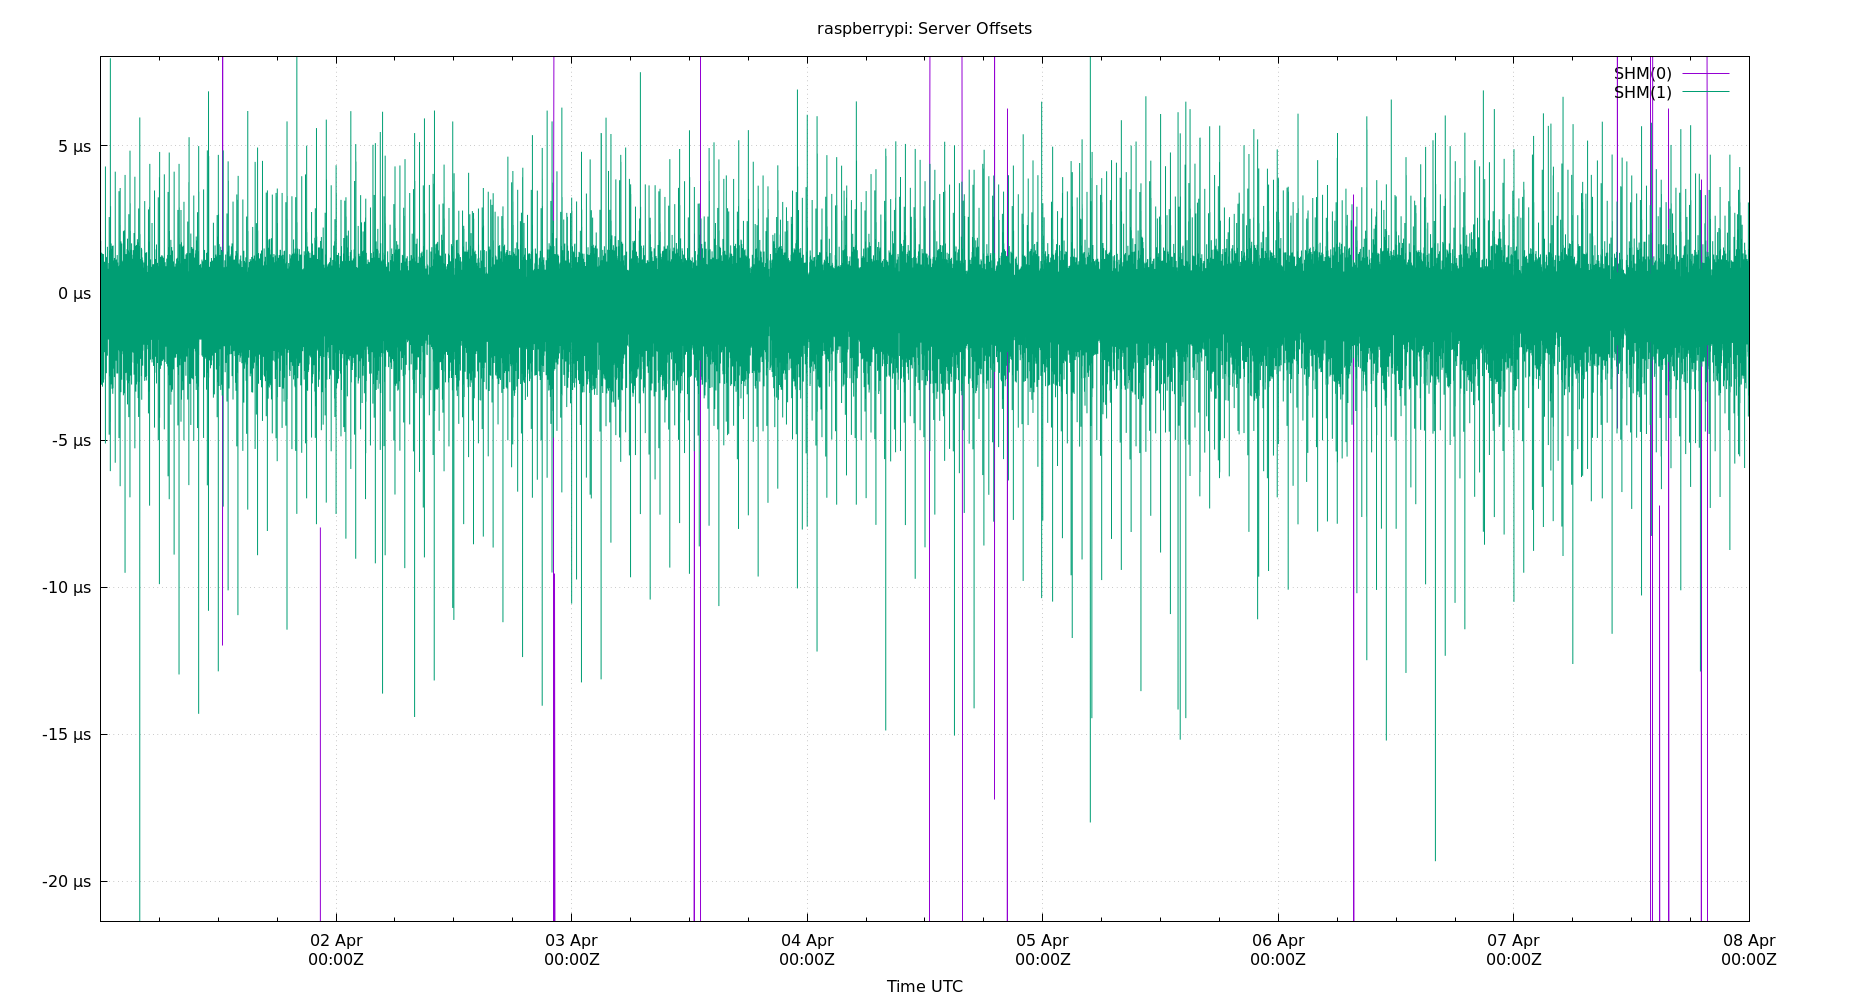 raspberrypi: Server Offsets
SHM(0)
SHM(1)
5 µs
0 µs
-5 µs
-10 µs
-15 µs
-20 µs
02 Apr 03 Apr 04 Apr 05 Apr 06 Apr 07 Apr 08 Apr
00:00Z 00:00Z 00:00Z 00:00Z 00:00Z 00:00Z 00:00Z
Time UTC